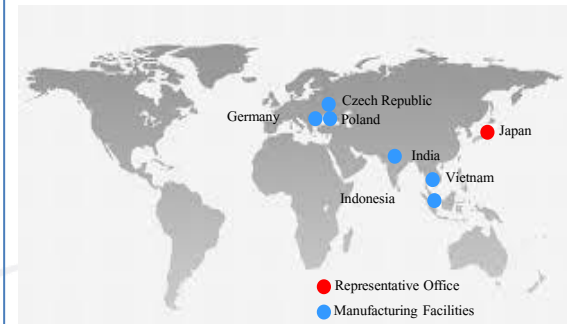 Czech Republic
Germany
Poland
Japan
India
Vietnam
Indonesia
Representative Office
Manufacturing Facilities